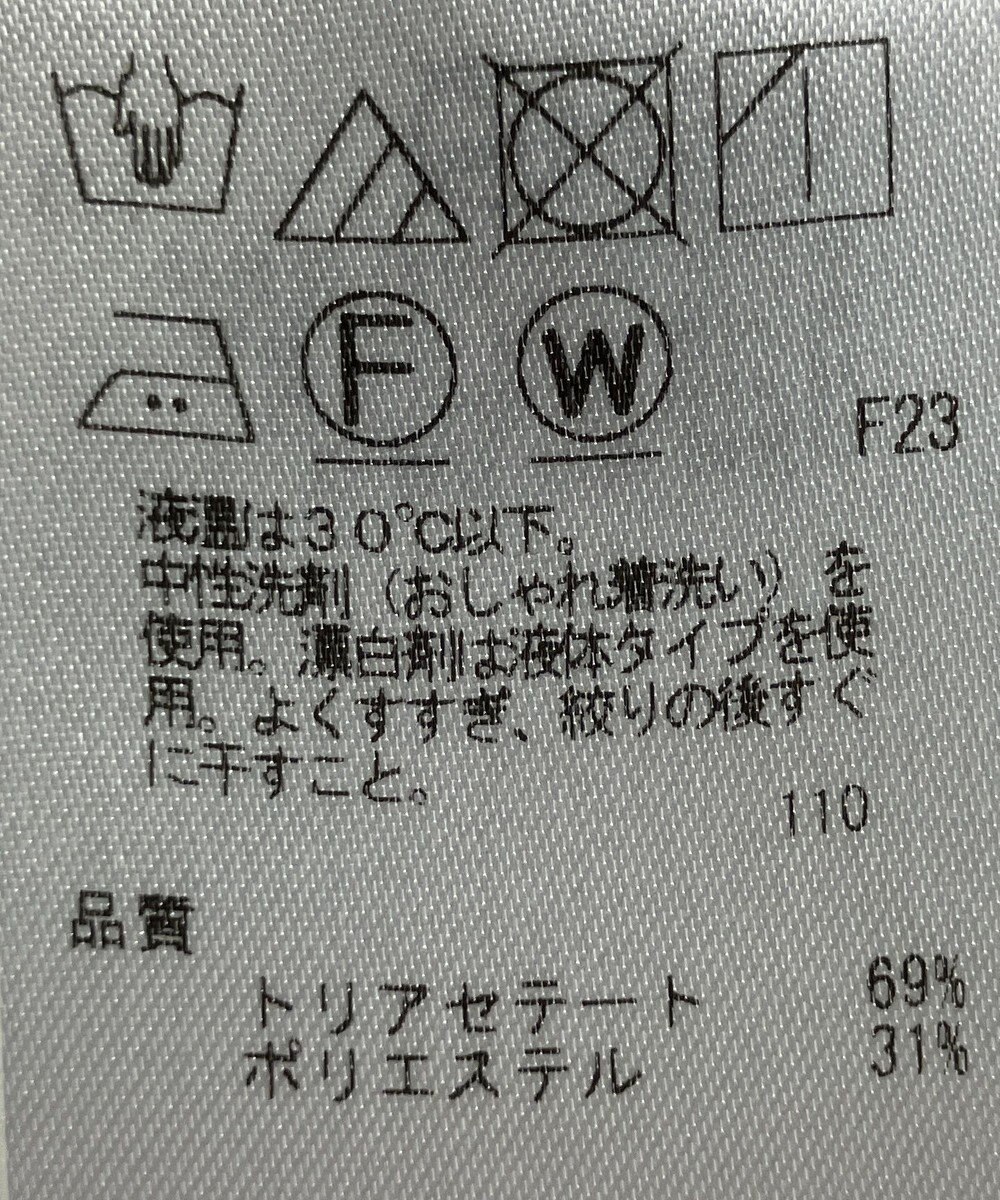 F
W
F23
液温は30℃以下。
中性洗剤(おしゃれ着洗い)を
使用。漂白剤は液体タイプを使
用。よくすすぎ、絞りの後すぐ
に干すこと。
110
品質
トリアセテート 69%
ポリエステル 31%